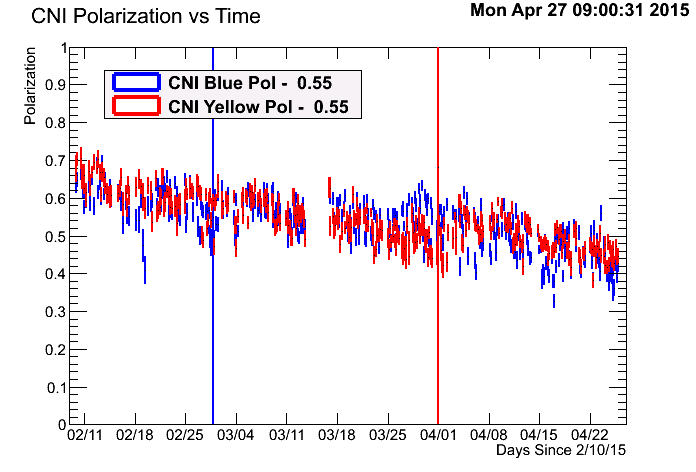 Mon Apr 27 09:00:31 2015
CNI Polarization vs Time
Polarization
1
0.9
0.8
0.7
0.6
0.5
0.4
0.3
0.2
0.1
0
CNI Blue Pol - 0.55
CNI Yellow Pol - 0.55
02/11 02/18 02/25 03/04 03/11 03/18 03/25 04/01 04/08 04/15 04/22
Days Since 2/10/15